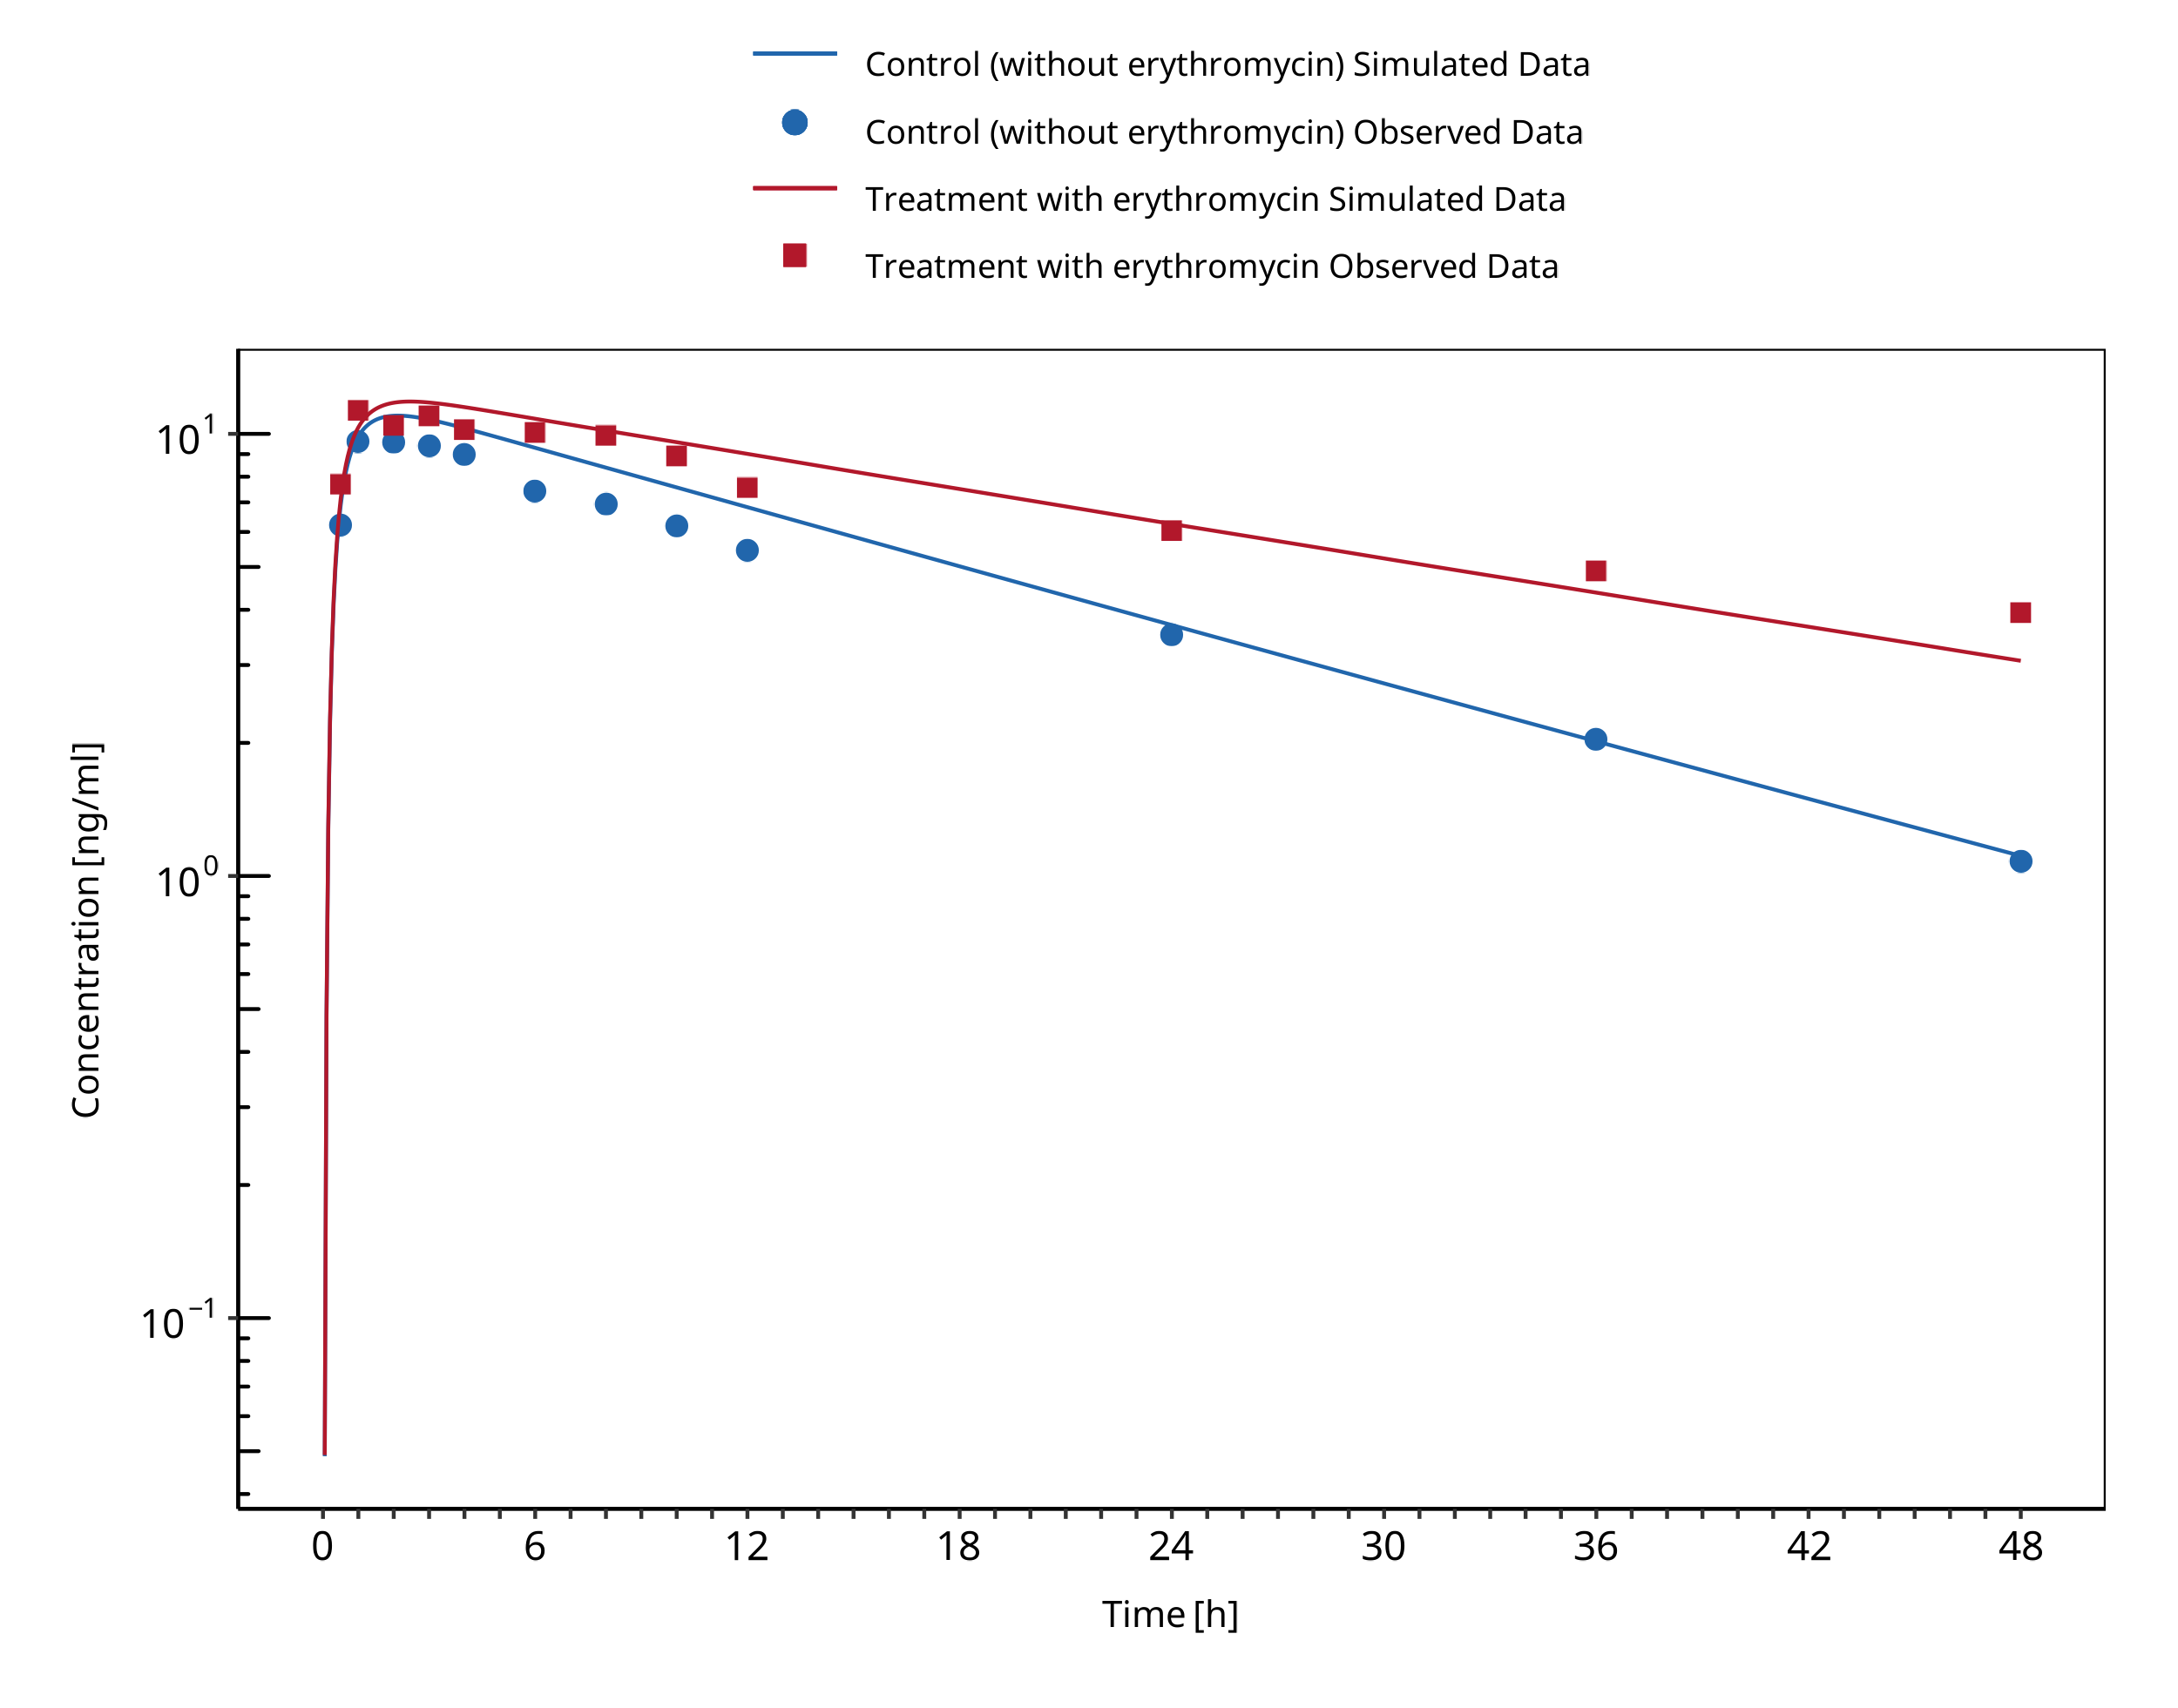 Control (without erythromycin) Simulated Data
Control (without erythromycin) Observed Data
Treatment with erythromycin Simulated Data
Treatment with erythromycin Observed Data
10¹
10⁰
10⁻¹
Concentration [ng/ml]
0 6 12 18 24 30 36 42 48
Time [h]